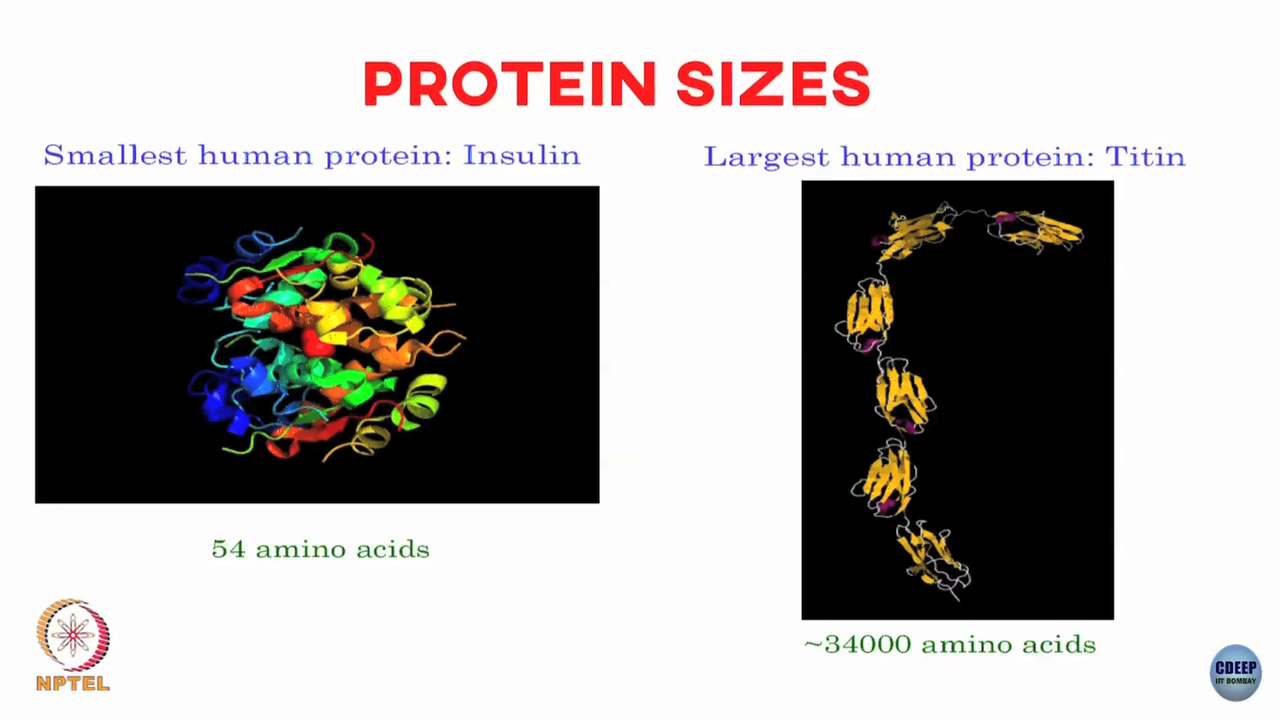 PROTEIN SIZES
Smallest human protein: Insulin
Largest human protein: Titin
54 amino acids
~34000 amino acids
NPTEL
CDEEP
IIT BOMBAY